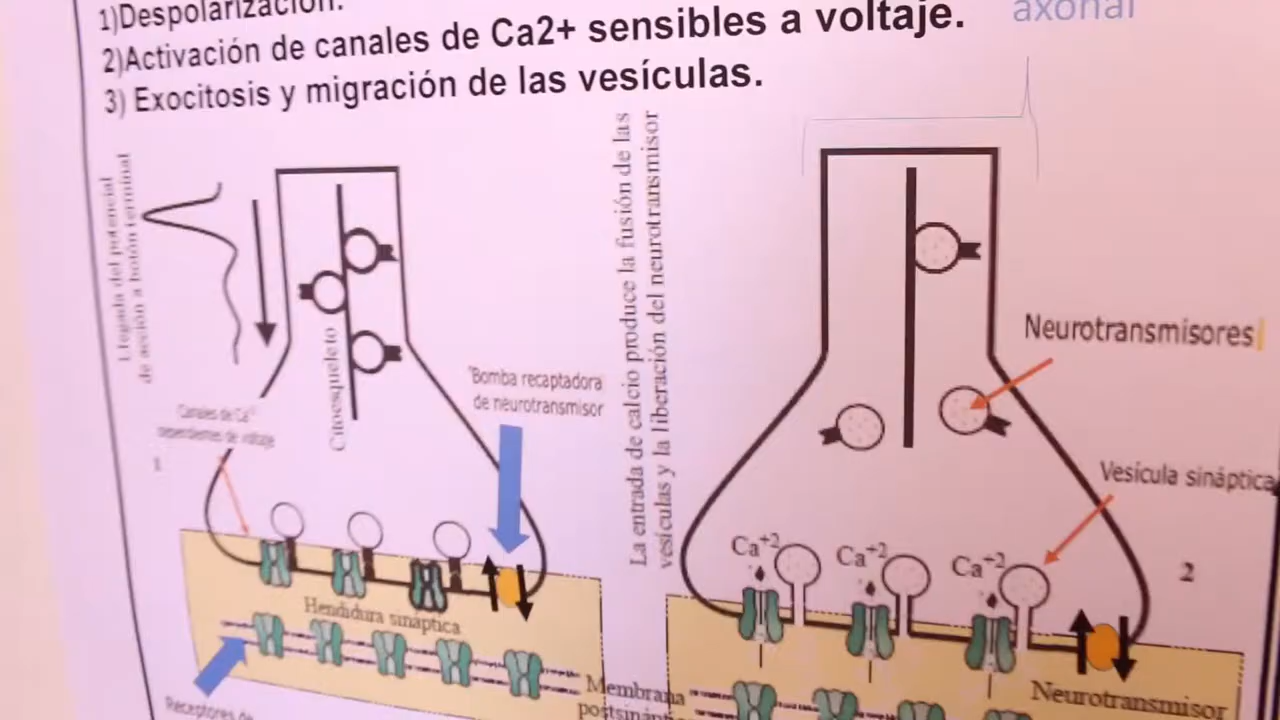 1)Despolarización.
2)Activación de canales de Ca2+ sensibles a voltaje.
3) Exocitosis y migración de las vesículas.
axonal
Llegada del potencial
de acción a botón terminal
Citoesqueleto
Canales de Ca
dependientes de voltaje
1
"Bomba recaptadora
de neurotransmisor
Hendidura sináptica
Receptores de
Membrana
La entrada de calcio produce la fusión de las
vesículas y la liberación del neurotransmisor
Neurotransmisores
Vesícula sináptica
Ca+2
Ca+2
Ca+2
2
Neurotransmisor